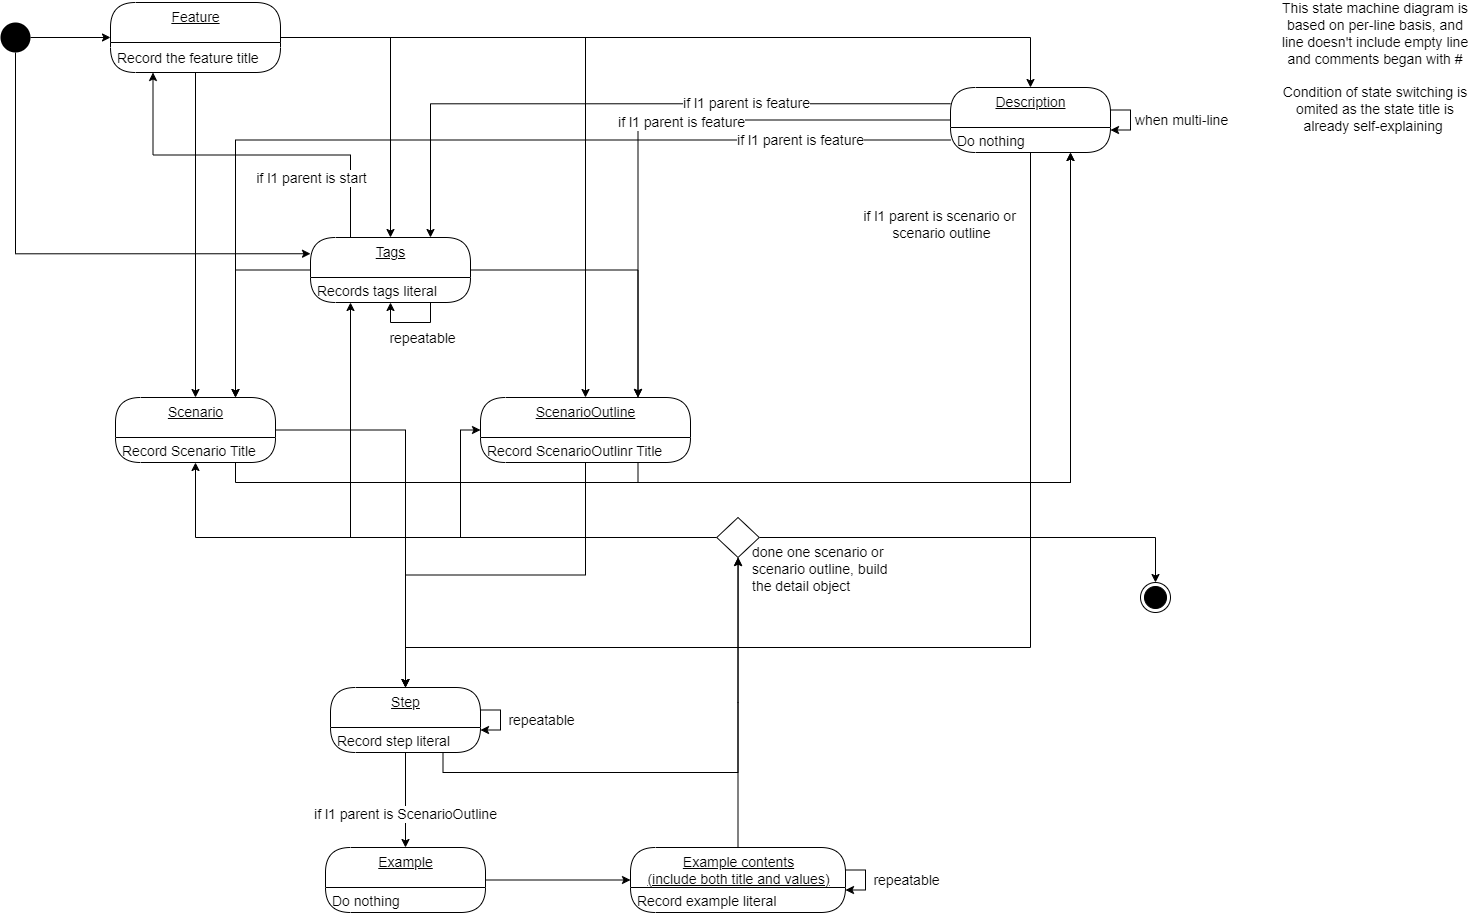 Feature
Record the feature title
This state machine diagram is
based on per-line basis, and
line doesn't include empty line
and comments began with #
Condition of state switching is
omited as the state title is
already self-explaining
if l1 parent is feature
if l1 parent is feature
if l1 parent is feature
Description
Do nothing
when multi-line
if l1 parent is start
if l1 parent is scenario or
scenario outline
Tags
Records tags literal
repeatable
Scenario
Record Scenario Title
ScenarioOutline
Record ScenarioOutlinr Title
done one scenario or
scenario outline, build
the detail object
Step
Record step literal
repeatable
if l1 parent is ScenarioOutline
Example
Do nothing
Example contents
(include both title and values)
Record example literal
repeatable